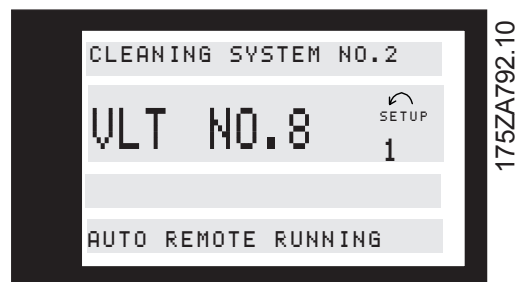 CLEANING SYSTEM NO.2
VLT NO.8
SETUP
1
AUTO REMOTE RUNNING
175ZA792.10